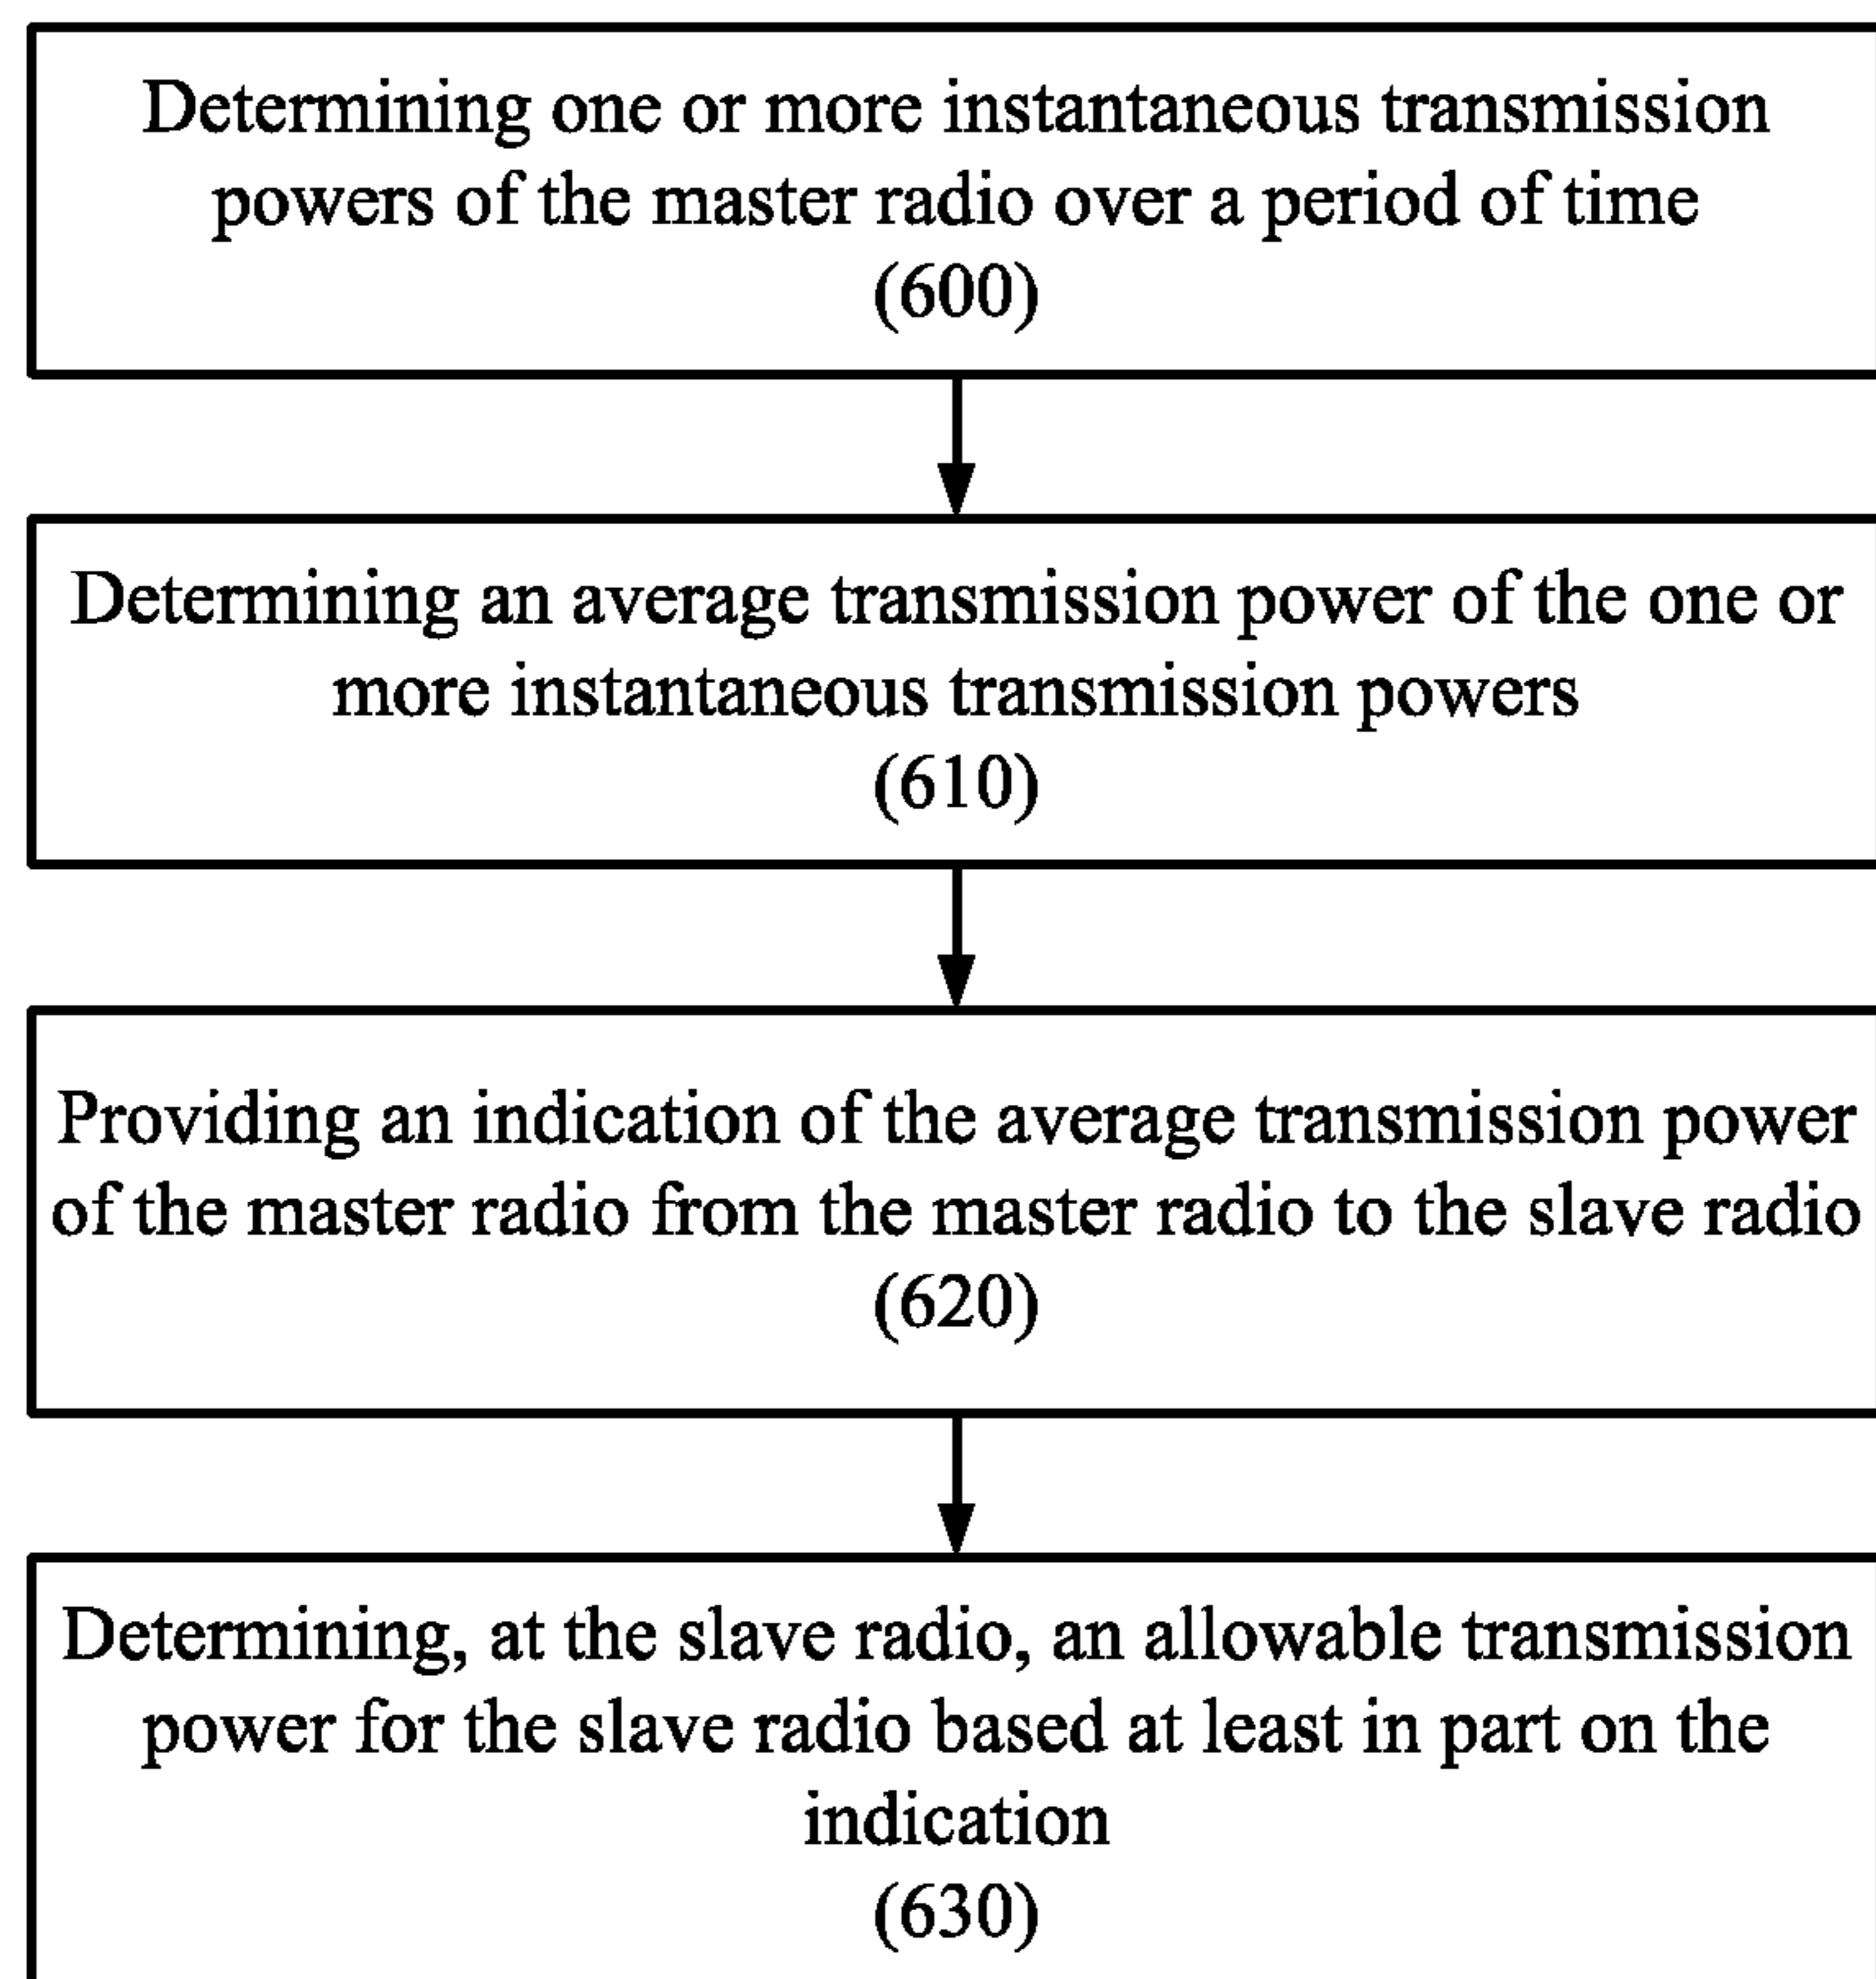 Determining one or more instantaneous transmission
powers of the master radio over a period of time
(600)
Determining an average transmission power of the one or
more instantaneous transmission powers
(610)
Providing an indication of the average transmission power
of the master radio from the master radio to the slave radio
(620)
Determining, at the slave radio, an allowable transmission
power for the slave radio based at least in part on the
indication
(630)